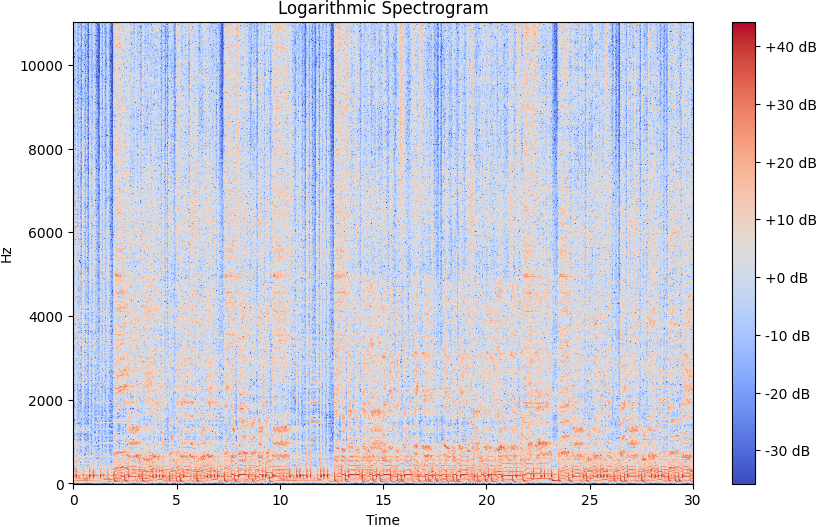 Logarithmic Spectrogram
10000
8000
6000
4000
2000
0
Hz
0 5 10 15 20 25 30
Time
+40 dB
+30 dB
+20 dB
+10 dB
+0 dB
-10 dB
-20 dB
-30 dB